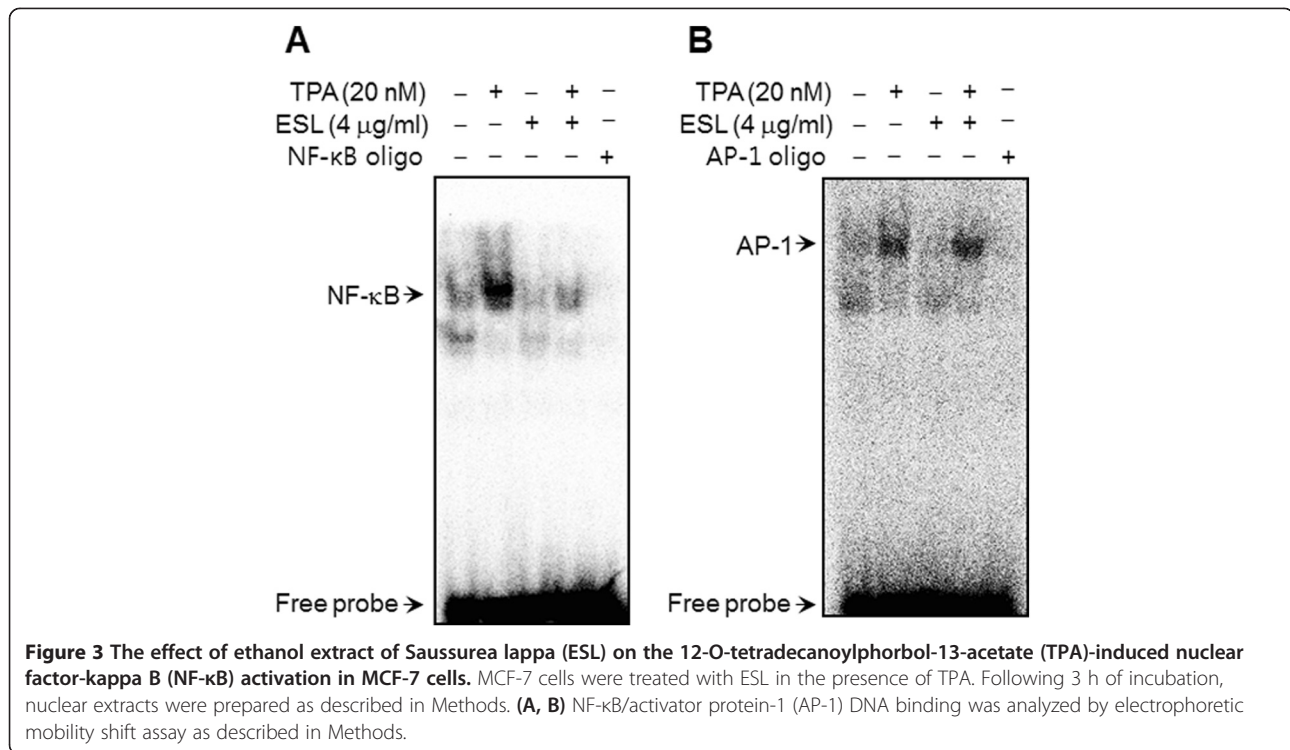 A
TPA (20 nM) – + – + –
ESL (4 μg/ml) – – + + –
NF-κB oligo – – – – +
NF-κB
Free probe
B
TPA (20 nM) – + – + –
ESL (4 μg/ml) – – + + –
AP-1 oligo – – – – +
AP-1
Free probe
Figure 3 The effect of ethanol extract of Saussurea lappa (ESL) on the 12-O-tetradecanoylphorbol-13-acetate (TPA)-induced nuclear
factor-kappa B (NF-κB) activation in MCF-7 cells. MCF-7 cells were treated with ESL in the presence of TPA. Following 3 h of incubation,
nuclear extracts were prepared as described in Methods. (A, B) NF-κB/activator protein-1 (AP-1) DNA binding was analyzed by electrophoretic
mobility shift assay as described in Methods.